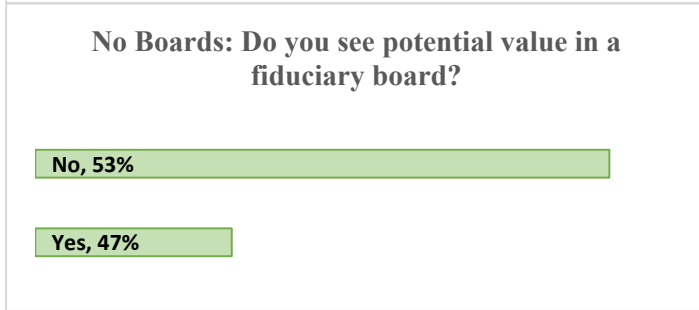 No Boards: Do you see potential value in a
fiduciary board?
No, 53%
Yes, 47%